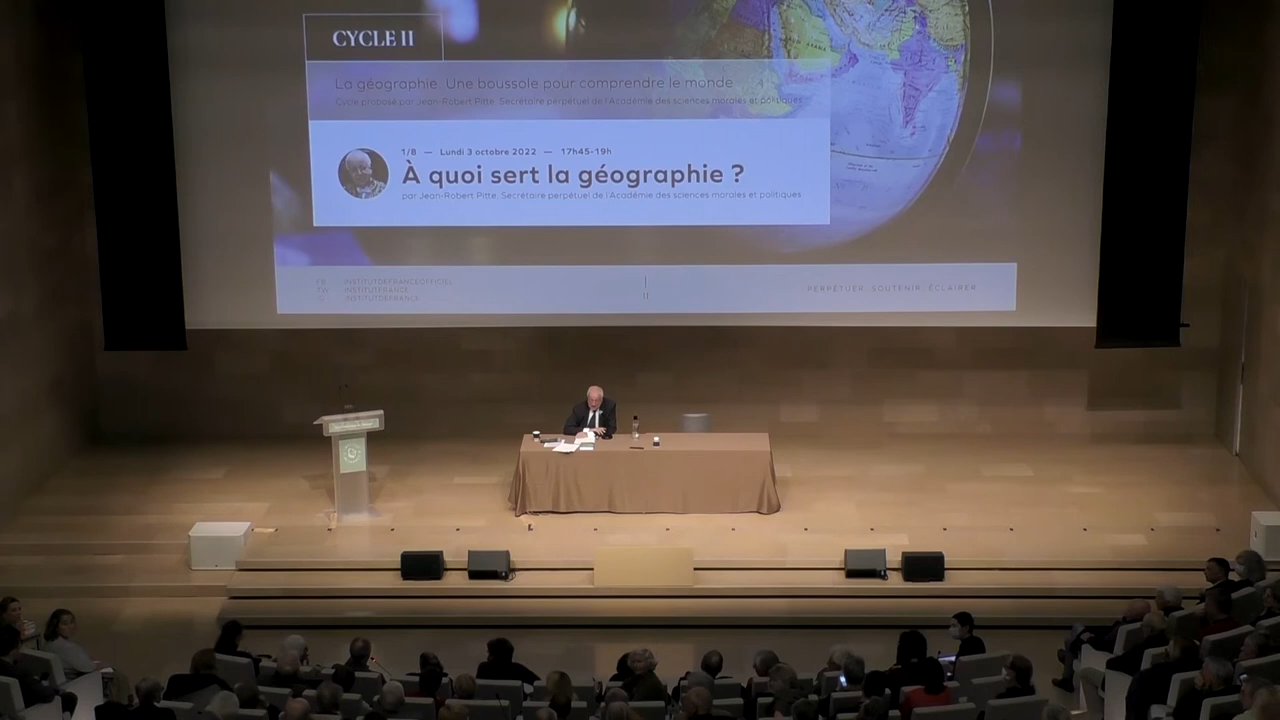 CYCLE II
La géographie. Une boussole pour comprendre le monde
Cycle proposé par Jean-Robert Pitte, Secrétaire perpétuel de l'Académie des sciences morales et politiques
1/8 — Lundi 3 octobre 2022 — 17h45-19h
À quoi sert la géographie ?
par Jean-Robert Pitte, Secrétaire perpétuel de l'Académie des sciences morales et politiques
FB INSTITUTDEFRANCEOFFICIEL
TW INSTITUTFRANCE
INSTITUTDEFRANCE
PERPÉTUER . SOUTENIR . ÉCLAIRER